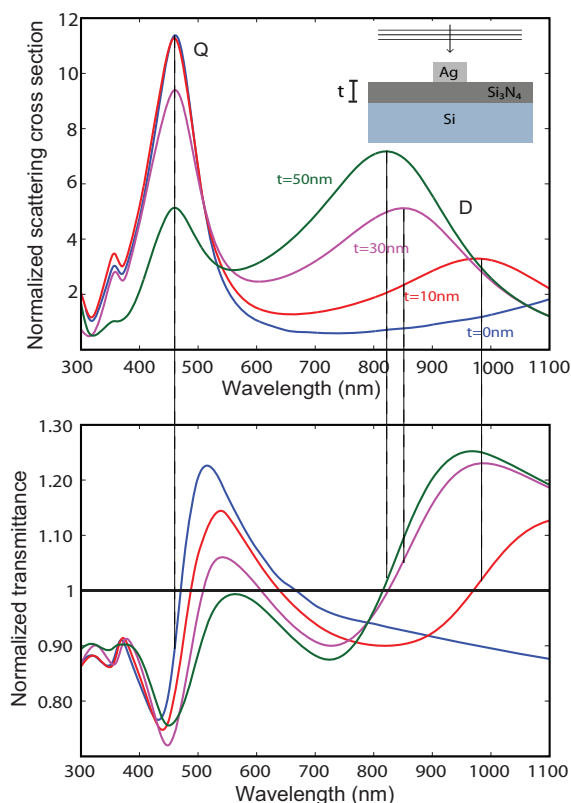 Normalized scattering cross section
12
10
8
6
4
2
Q
D
t=50nm
t=30nm
t=10nm
t=0nm
Ag
t
Si₃N₄
Si
300 400 500 600 700 800 900 1000 1100
Wavelength (nm)
Normalized transmittance
1.30
1.20
1.10
1
0.90
0.80
0.70
300 400 500 600 700 800 900 1000 1100
Wavelength (nm)